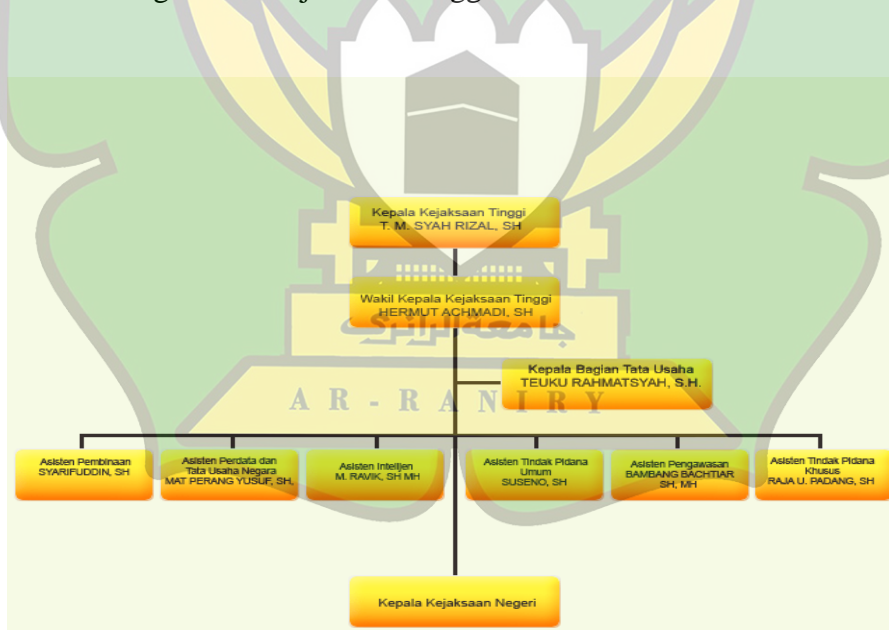 Kepala Kejaksaan Tinggi
T. M. SYAH RIZAL, SH
Wakil Kepala Kejaksaan Tinggi
HERMUT ACHMADI, SH
جامعة الرانري
Kepala Bagian Tata Usaha
TEUKU RAHMATSYAH, S.H.
AR-RANIRY
Asisten Pembinaan
SYARIFUDDIN, SH
Asisten Perdata dan
Tata Usaha Negara
MAT PERANG YUSUF, SH,
Asisten Intelijen
M. RAVIK, SH MH
Asisten Tindak Pidana
Umum
SUSENO, SH
Asisten Pengawasan
BAMBANG BACHTIAR
SH, MH
Asisten Tindak Pidana
Khusus
RAJA U. PADANG, SH
Kepala Kejaksaan Negeri